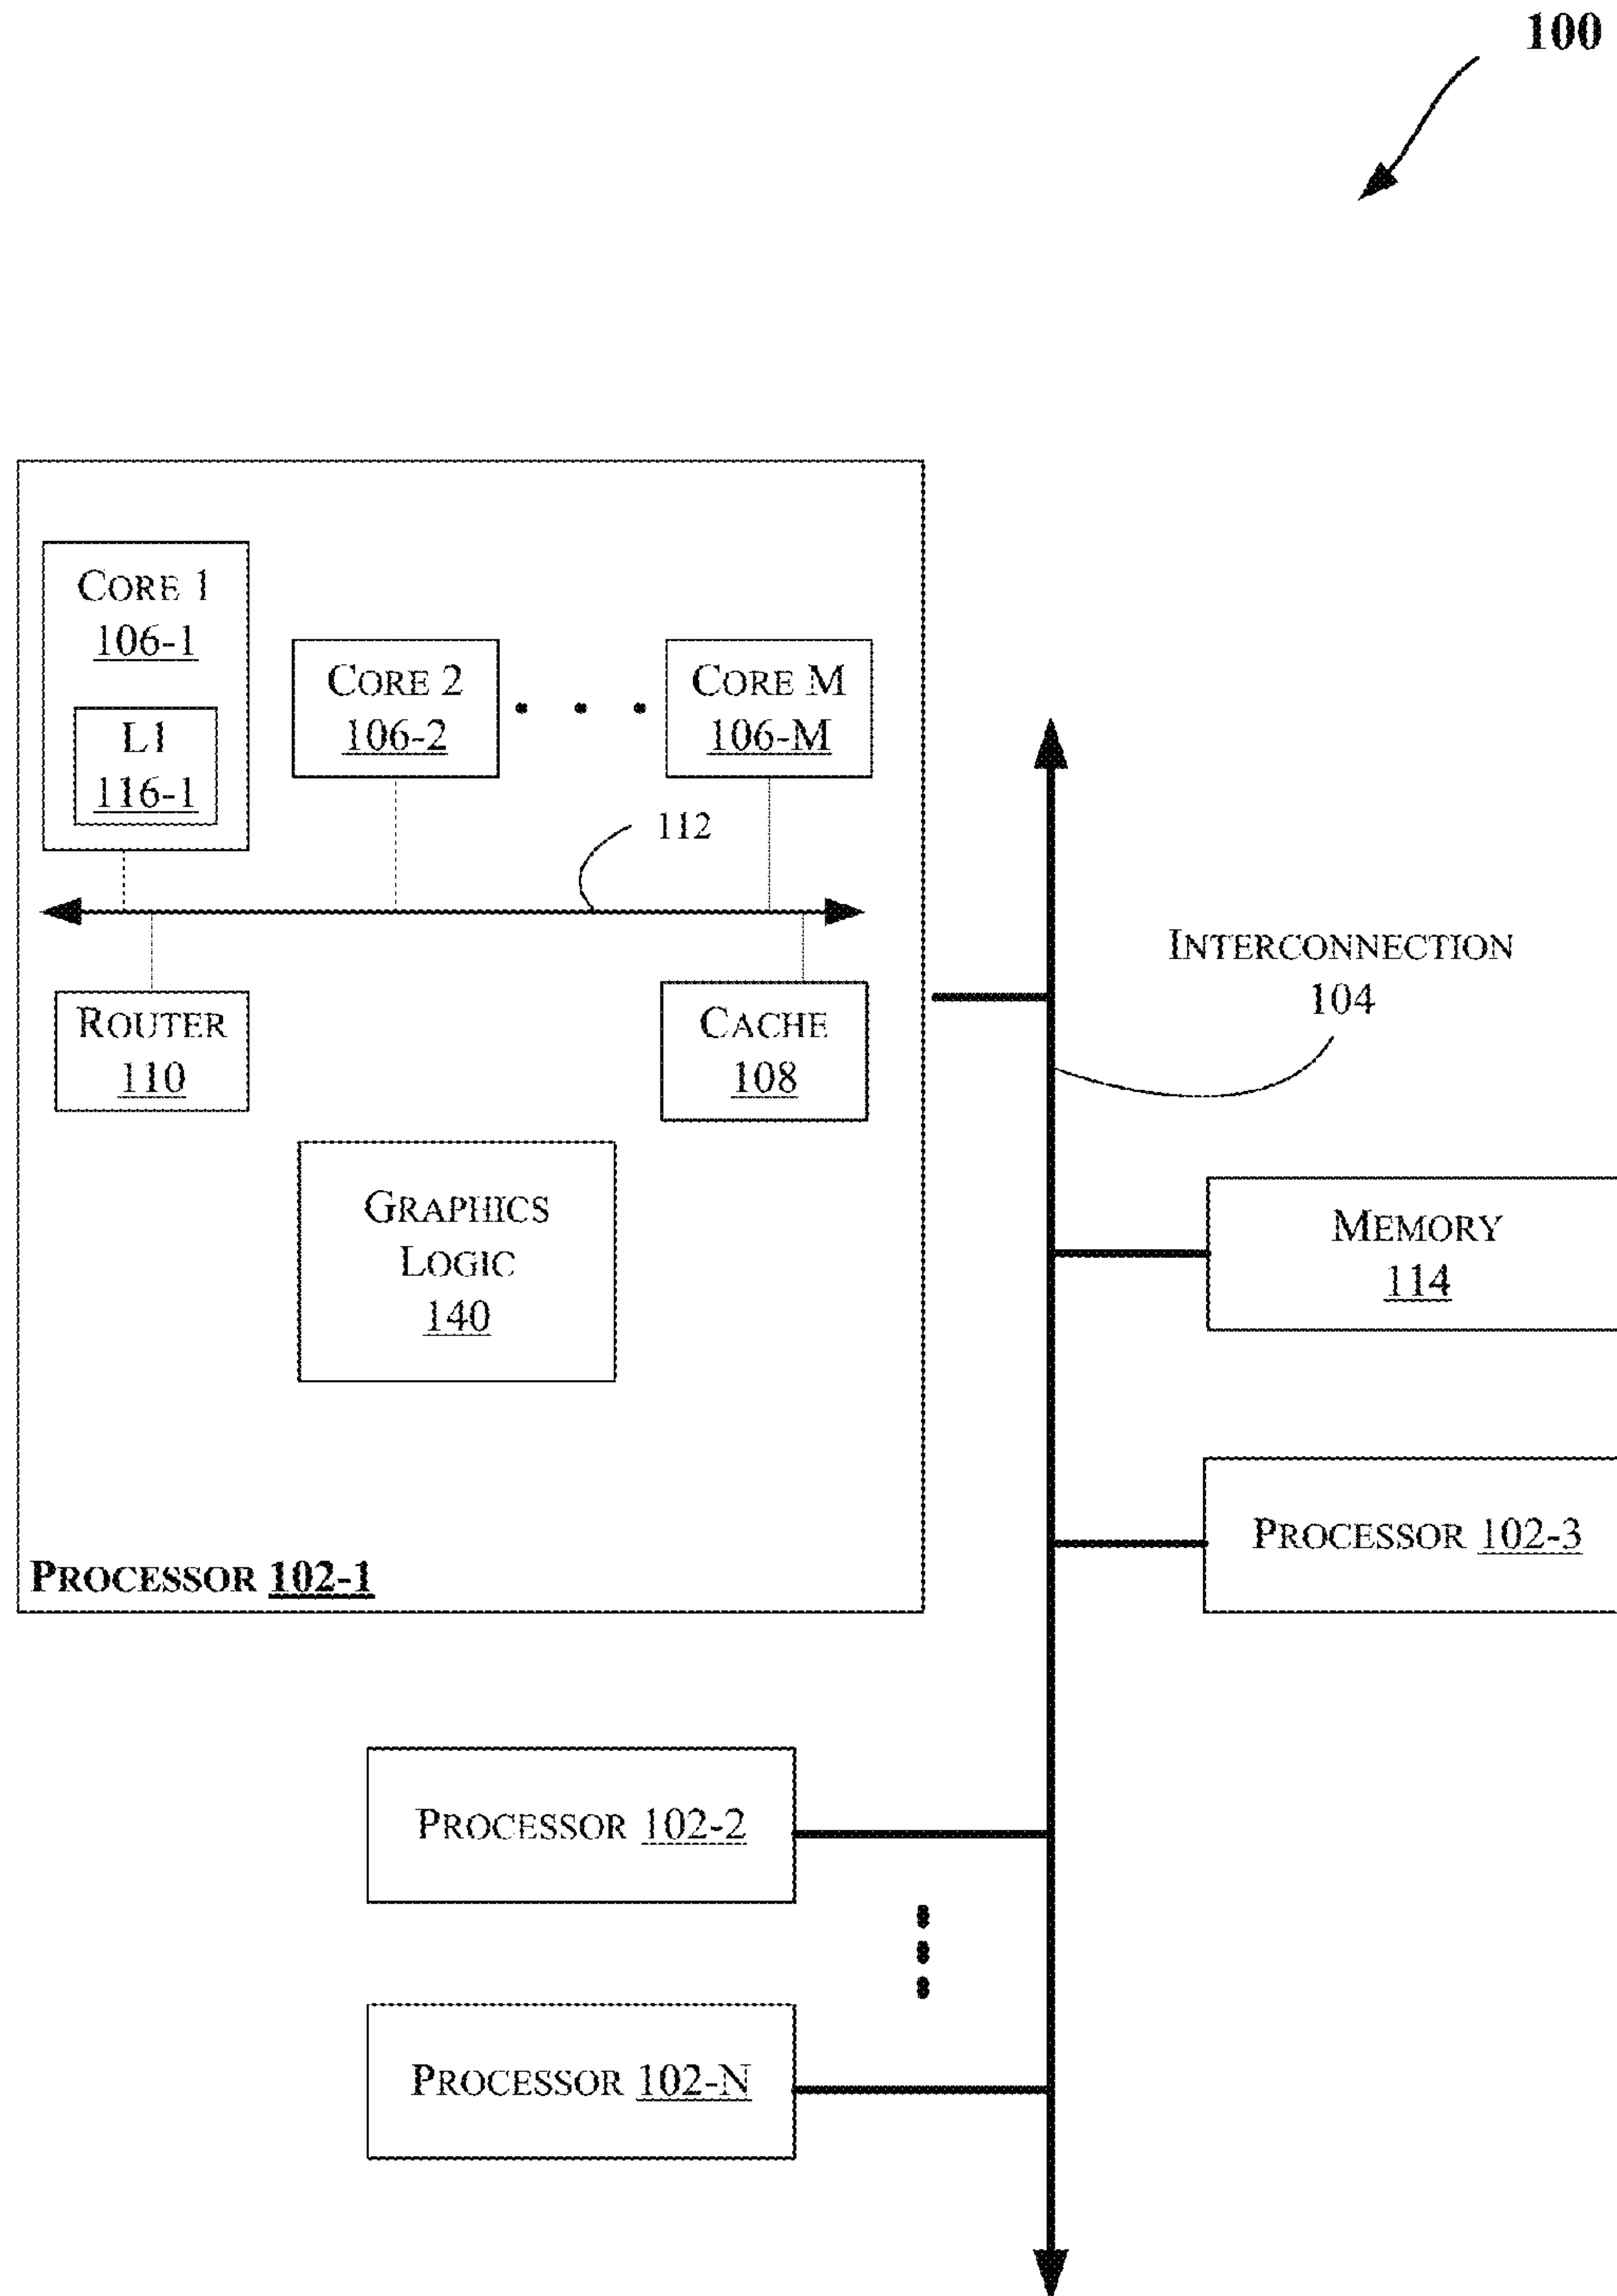 100
CORE 1
106-1
L1
116-1
CORE 2
106-2
CORE M
106-M
112
ROUTER
110
CACHE
108
GRAPHICS
LOGIC
140
PROCESSOR 102-1
INTERCONNECTION
104
MEMORY
114
PROCESSOR 102-3
PROCESSOR 102-2
PROCESSOR 102-N